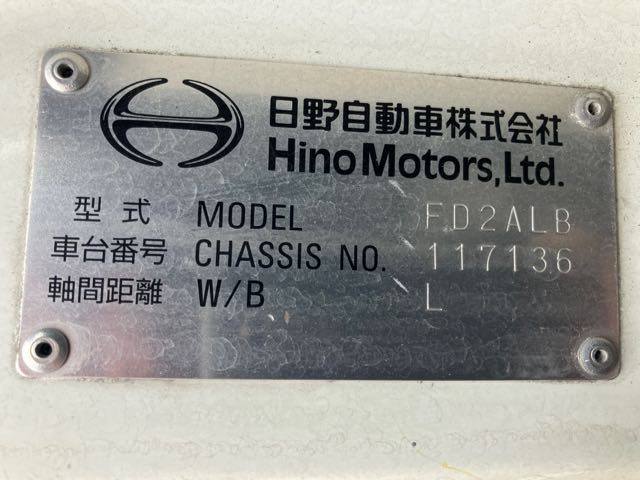 日野自動車株式会社
Hino Motors, Ltd.
型式 MODEL FD2ALB
車台番号 CHASSIS NO. 117136
軸間距離 W/B L